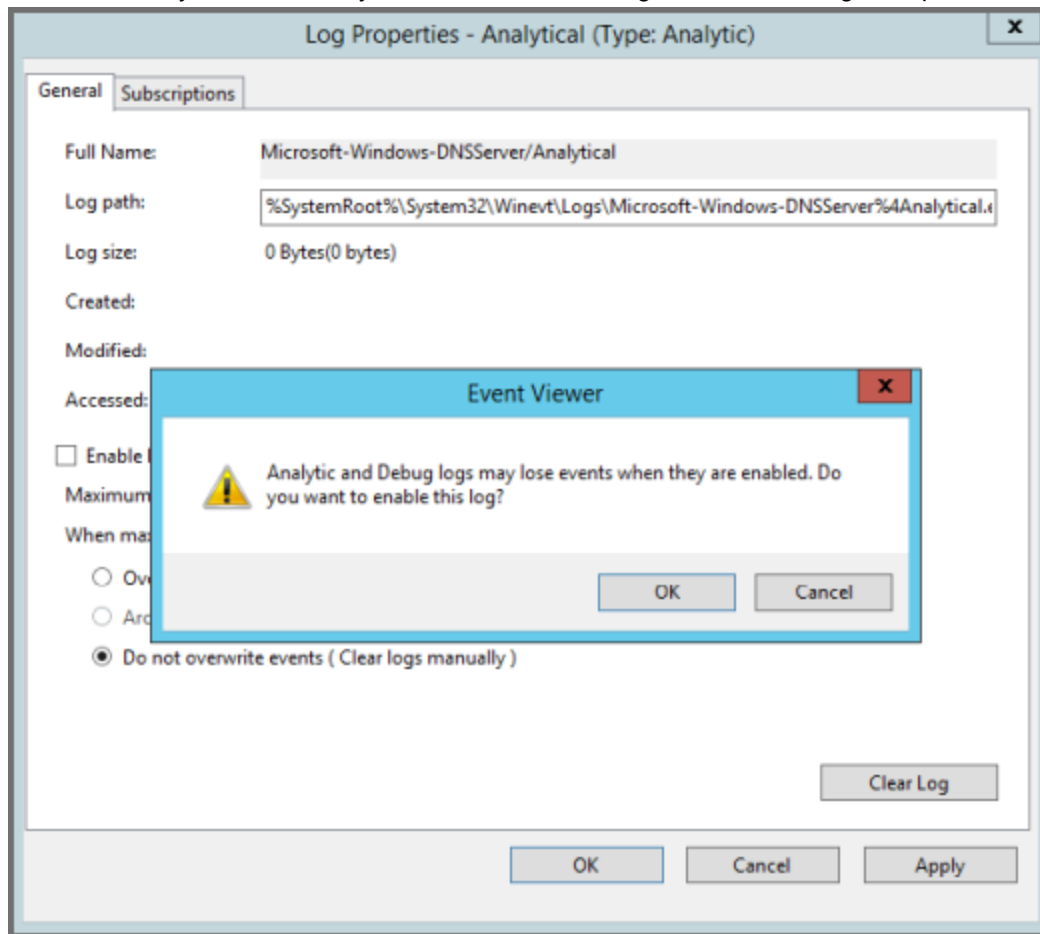 Log Properties - Analytical (Type: Analytic)
x
General Subscriptions
Full Name: Microsoft-Windows-DNSServer/Analytical
Log path: %SystemRoot%\System32\Winevt\Logs\Microsoft-Windows-DNSServer%4Analytical.e
Log size: 0 Bytes(0 bytes)
Created:
Modified:
Accessed:
Event Viewer
x
Enable
Analytic and Debug logs may lose events when they are enabled. Do
you want to enable this log?
Maximum
When max
OK Cancel
Do not overwrite events ( Clear logs manually )
Clear Log
OK Cancel Apply